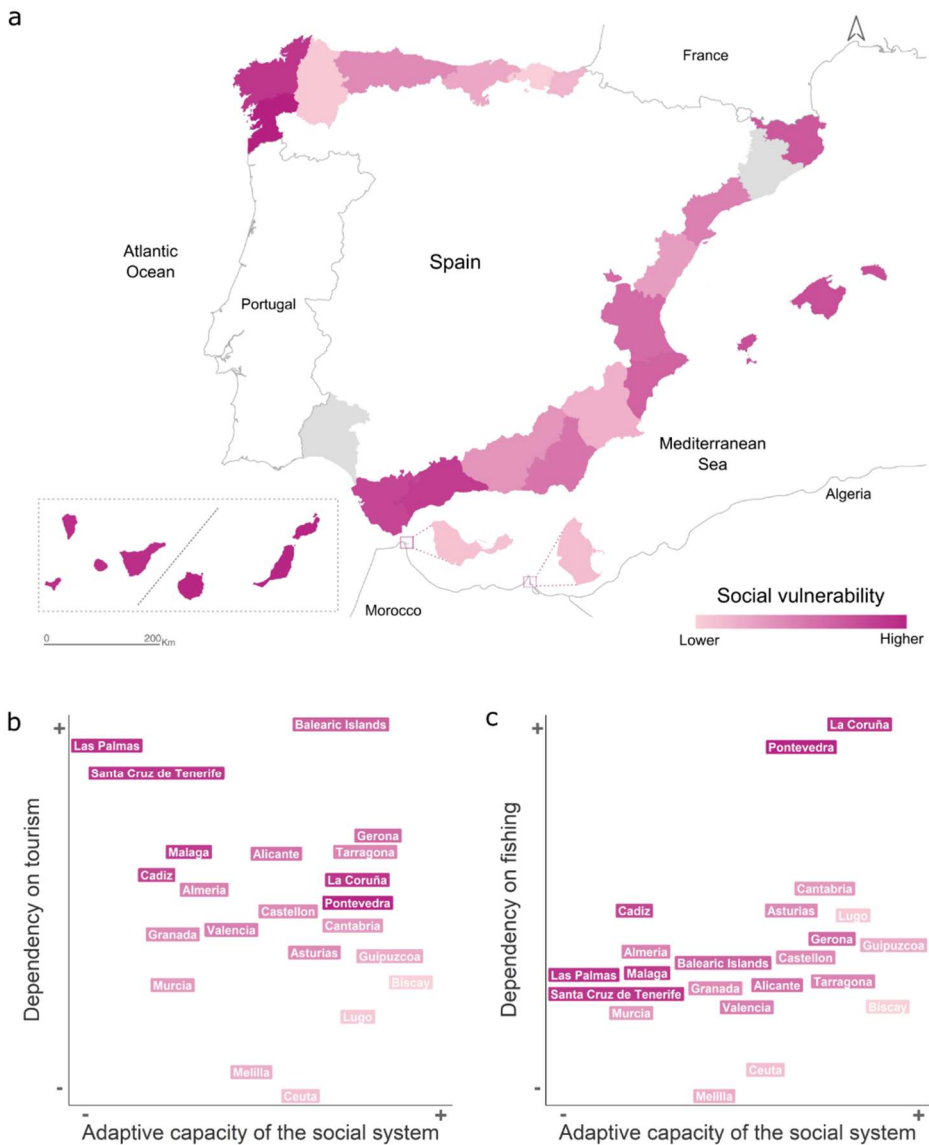 a
France
Atlantic
Ocean
Spain
Portugal
Mediterranean
Sea
Algeria
Morocco
Social vulnerability
Lower
Higher
0
200 Km
b
+
Balearic Islands
Las Palmas
Santa Cruz de Tenerife
Gerona
Malaga
Alicante
Tarragona
Cadiz
La Coruña
Almeria
Pontevedra
Castellon
Cantabria
Granada
Valencia
Asturias
Guipuzcoa
Murcia
Biscay
Lugo
Melilla
Ceuta
Dependency on tourism
-
-
+
Adaptive capacity of the social system
c
+
La Coruña
Pontevedra
Cantabria
Cadiz
Asturias
Lugo
Gerona
Guipuzcoa
Almeria
Castellon
Balearic Islands
Las Palmas
Malaga
Tarragona
Santa Cruz de Tenerife
Granada
Alicante
Murcia
Valencia
Biscay
Ceuta
Melilla
Dependency on fishing
-
-
+
Adaptive capacity of the social system